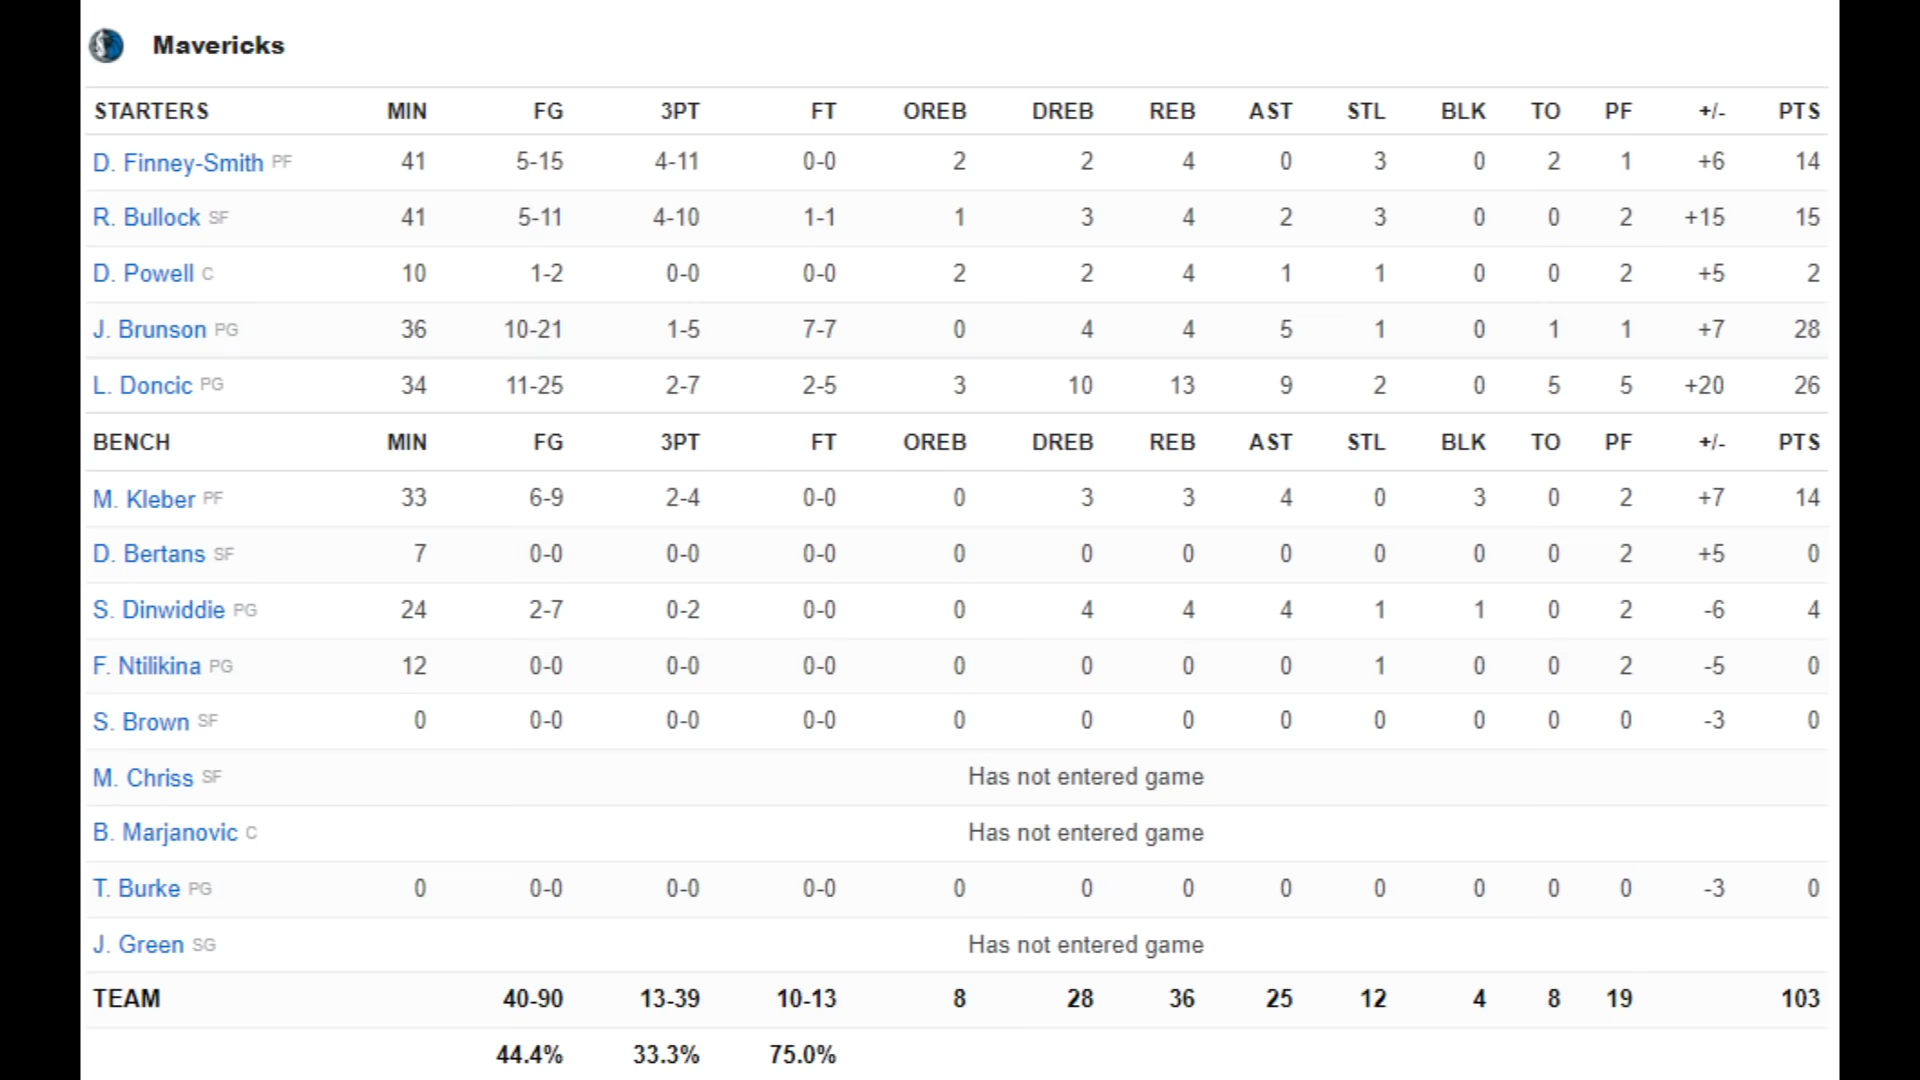 Mavericks
STARTERS MIN FG 3PT FT OREB DREB REB AST STL BLK TO PF +/- PTS
D. Finney-Smith PF 41 5-15 4-11 0-0 2 2 4 0 3 0 2 1 +6 14
R. Bullock SF 41 5-11 4-10 1-1 1 3 4 2 3 0 0 2 +15 15
D. Powell C 10 1-2 0-0 0-0 2 2 4 1 1 0 0 2 +5 2
J. Brunson PG 36 10-21 1-5 7-7 0 4 4 5 1 0 1 1 +7 28
L. Doncic PG 34 11-25 2-7 2-5 3 10 13 9 2 0 5 5 +20 26
BENCH MIN FG 3PT FT OREB DREB REB AST STL BLK TO PF +/- PTS
M. Kleber PF 33 6-9 2-4 0-0 0 3 3 4 0 3 0 2 +7 14
D. Bertans SF 7 0-0 0-0 0-0 0 0 0 0 0 0 0 2 +5 0
S. Dinwiddie PG 24 2-7 0-2 0-0 0 4 4 4 1 1 0 2 -6 4
F. Ntilikina PG 12 0-0 0-0 0-0 0 0 0 0 1 0 0 2 -5 0
S. Brown SF 0 0-0 0-0 0-0 0 0 0 0 0 0 0 0 -3 0
M. Chriss SF Has not entered game
B. Marjanovic C Has not entered game
T. Burke PG 0 0-0 0-0 0-0 0 0 0 0 0 0 0 0 -3 0
J. Green SG Has not entered game
TEAM 40-90 13-39 10-13 8 28 36 25 12 4 8 19 103
44.4% 33.3% 75.0%